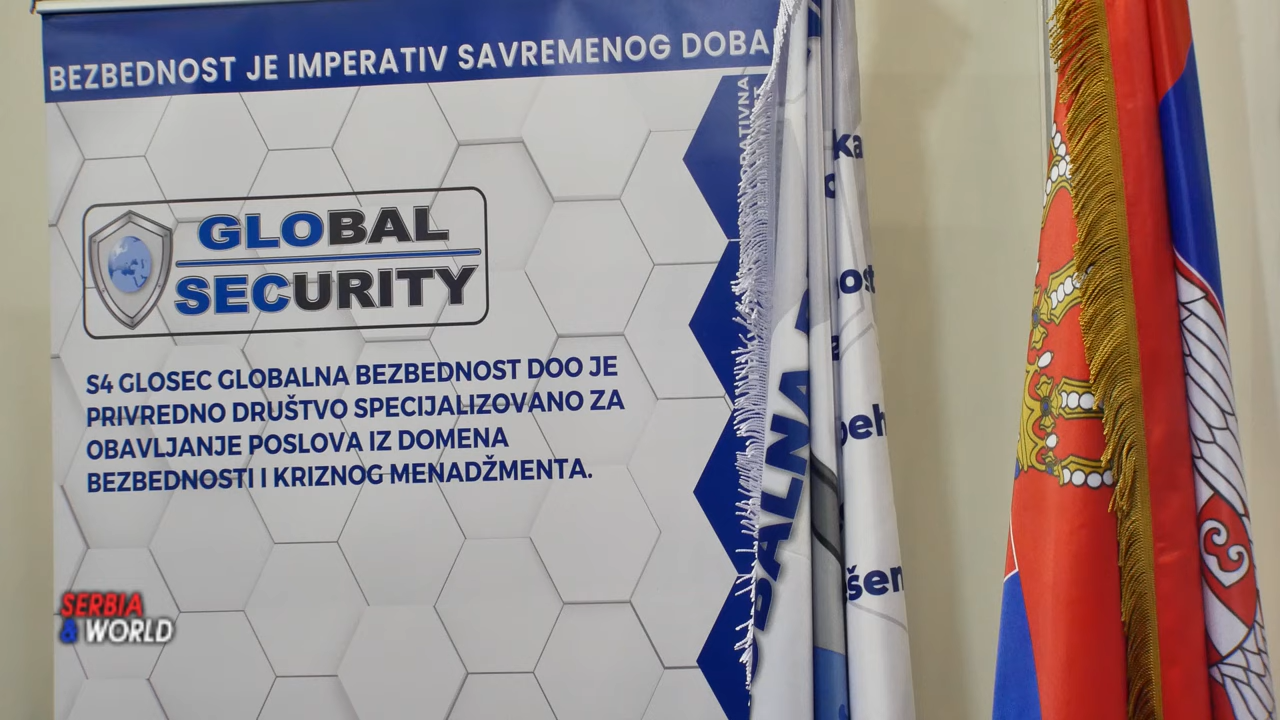 BEZBEDNOST JE IMPERATIV SAVREMENOG DOBA
GLOBAL
SECURITY
S4 GLOSEC GLOBALNA BEZBEDNOST DOO JE
PRIVREDNO DRUŠTVO SPECIJALIZOVANO ZA
OBAVLJANJE POSLOVA IZ DOMENA
BEZBEDNOSTI I KRIZNOG MENADŽMENTA.
SERBIA
& WORLD